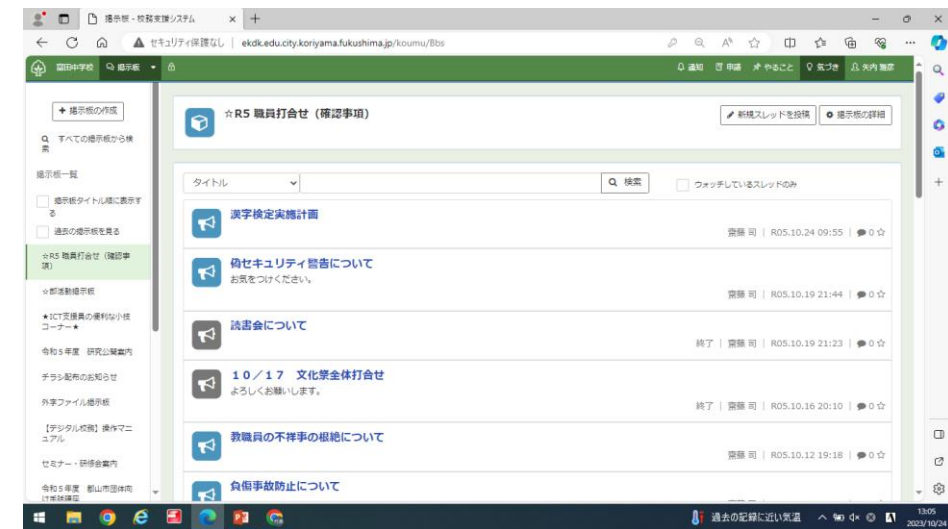 掲示板 - 校務支援システム
セキュリティ保護なし | ekdk.edu.city.koriyama.fukushima.jp/koumu/Bbs
富田中学校 掲示板
通知 申請 やること 気づき
+ 掲示板の作成
すべての掲示板から検
索
掲示板一覧
掲示板タイトル順に表示す
る
過去の掲示板を見る
☆R5 職員打合せ（確認事
項）
☆部活動掲示板
★ICT支援員の便利な小技
コーナー★
令和５年度 研究公開案内
チラシ配布のお知らせ
外字ファイル掲示板
【デジタル校務】操作マニ
ュアル
セミナー・研修会案内
令和５年度 郡山市団体向
け手話講座
☆R5 職員打合せ（確認事項）
新規スレッドを投稿 掲示板の詳細
タイトル 検索 ウォッチしているスレッドのみ
漢字検定実施計画
齋藤 司 | R05.10.24 09:55 | 0 ☆
偽セキュリティ警告について
お気をつけください。
齋藤 司 | R05.10.19 21:44 | 0 ☆
読書会について
終了 | 齋藤 司 | R05.10.19 21:23 | 0 ☆
１０／１７ 文化祭全体打合せ
よろしくお願いします。
終了 | 齋藤 司 | R05.10.16 20:10 | 0 ☆
教職員の不祥事の根絶について
齋藤 司 | R05.10.12 19:18 | 0 ☆
負傷事故防止について
過去の記録に近い気温
13:05
2023/10/24